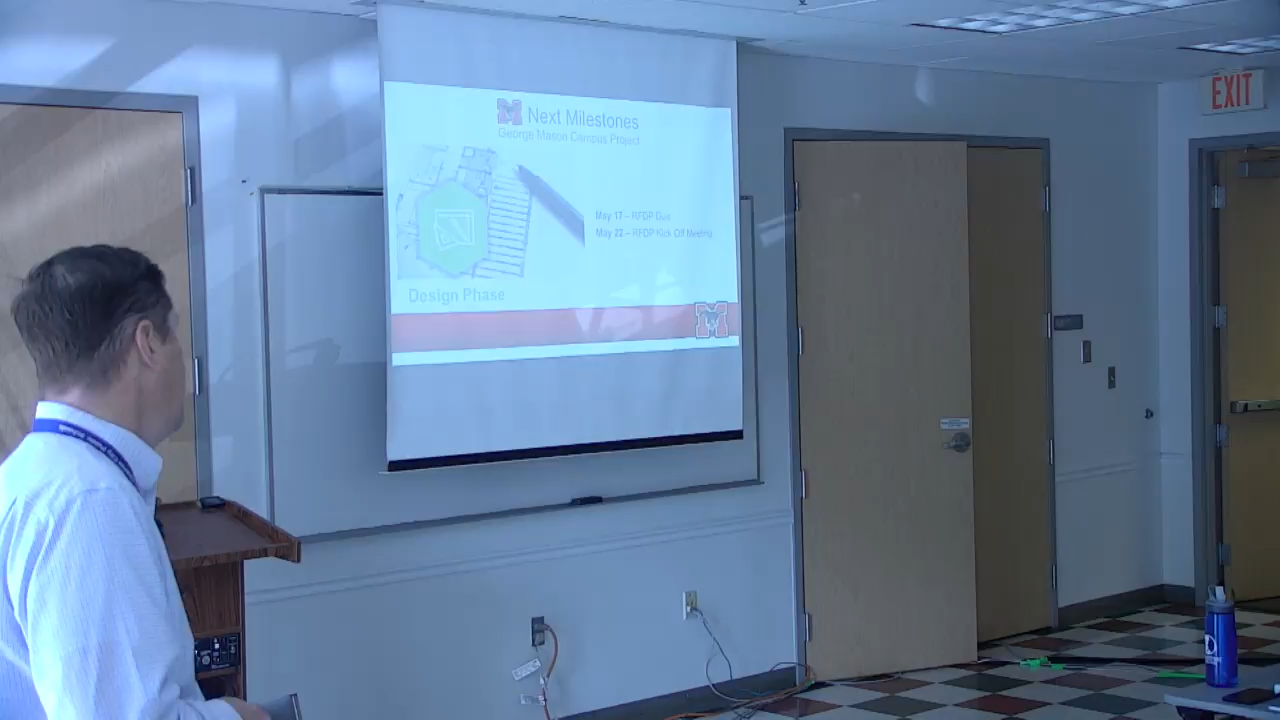 EXIT
M Next Milestones
George Mason Campus Project
May 17 – RFDP Due
May 22 – RFDP Kick Off Meeting
Design Phase
M